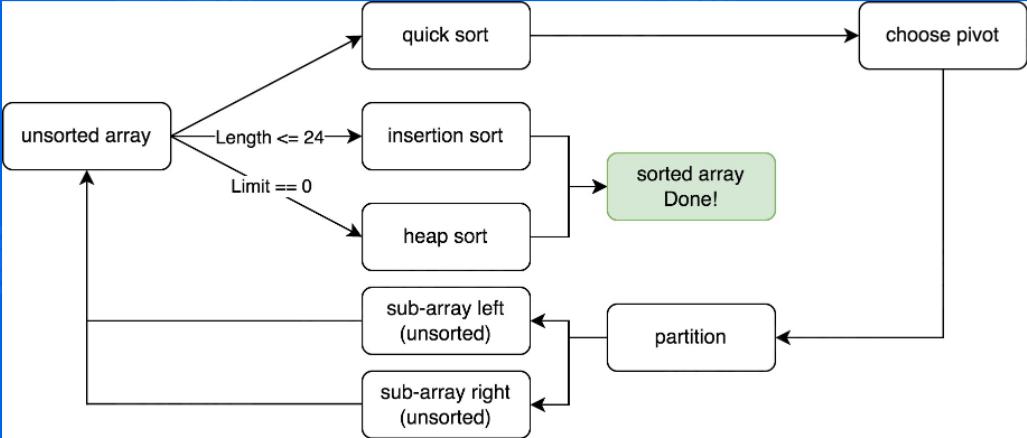 quick sort
choose pivot
unsorted array
Length <= 24
insertion sort
sorted array
Done!
Limit == 0
heap sort
sub-array left
(unsorted)
partition
sub-array right
(unsorted)